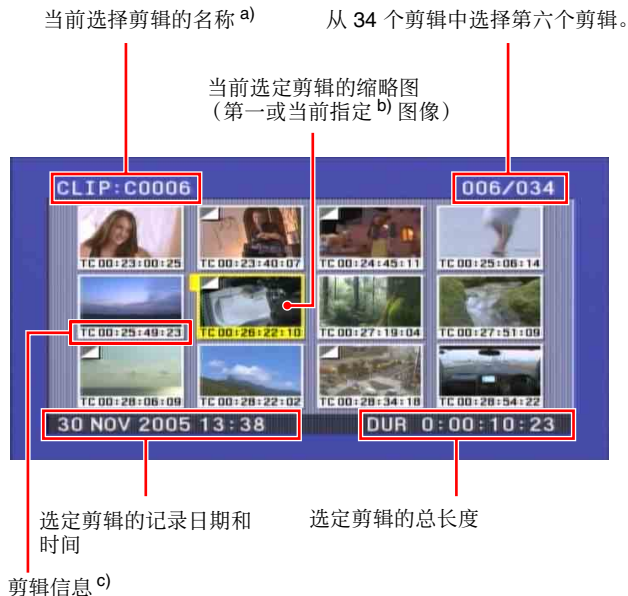 当前选择剪辑的名称 a)
从 34 个剪辑中选择第六个剪辑。
当前选定剪辑的缩略图
（第一或当前指定 b) 图像）
CLIP:C0006
006/034
TC 00:23:00:25
TC 00:23:40:07
TC 00:24:45:11
TC 00:25:06:14
TC 00:25:49:23
TC 00:26:22:10
TC 00:27:19:04
TC 00:27:51:09
TC 00:28:06:09
TC 00:28:22:02
TC 00:28:34:18
TC 00:28:54:22
30 NOV 2005 13:38
DUR 0:00:10:23
选定剪辑的记录日期和
时间
选定剪辑的总长度
剪辑信息 c)